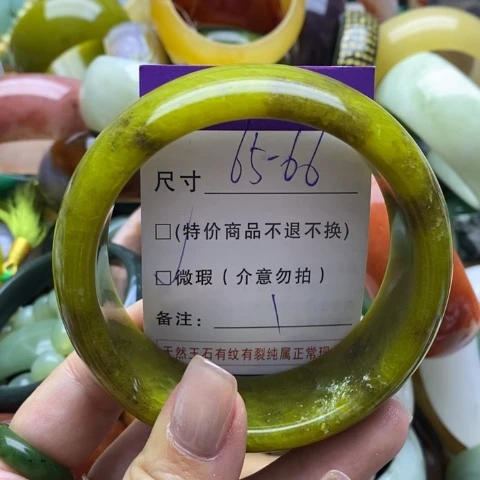 尺寸 65-66
□(特价商品不退不换)
☑微瑕(介意勿拍)
备注:
天然玉石有纹有裂纯属正常现